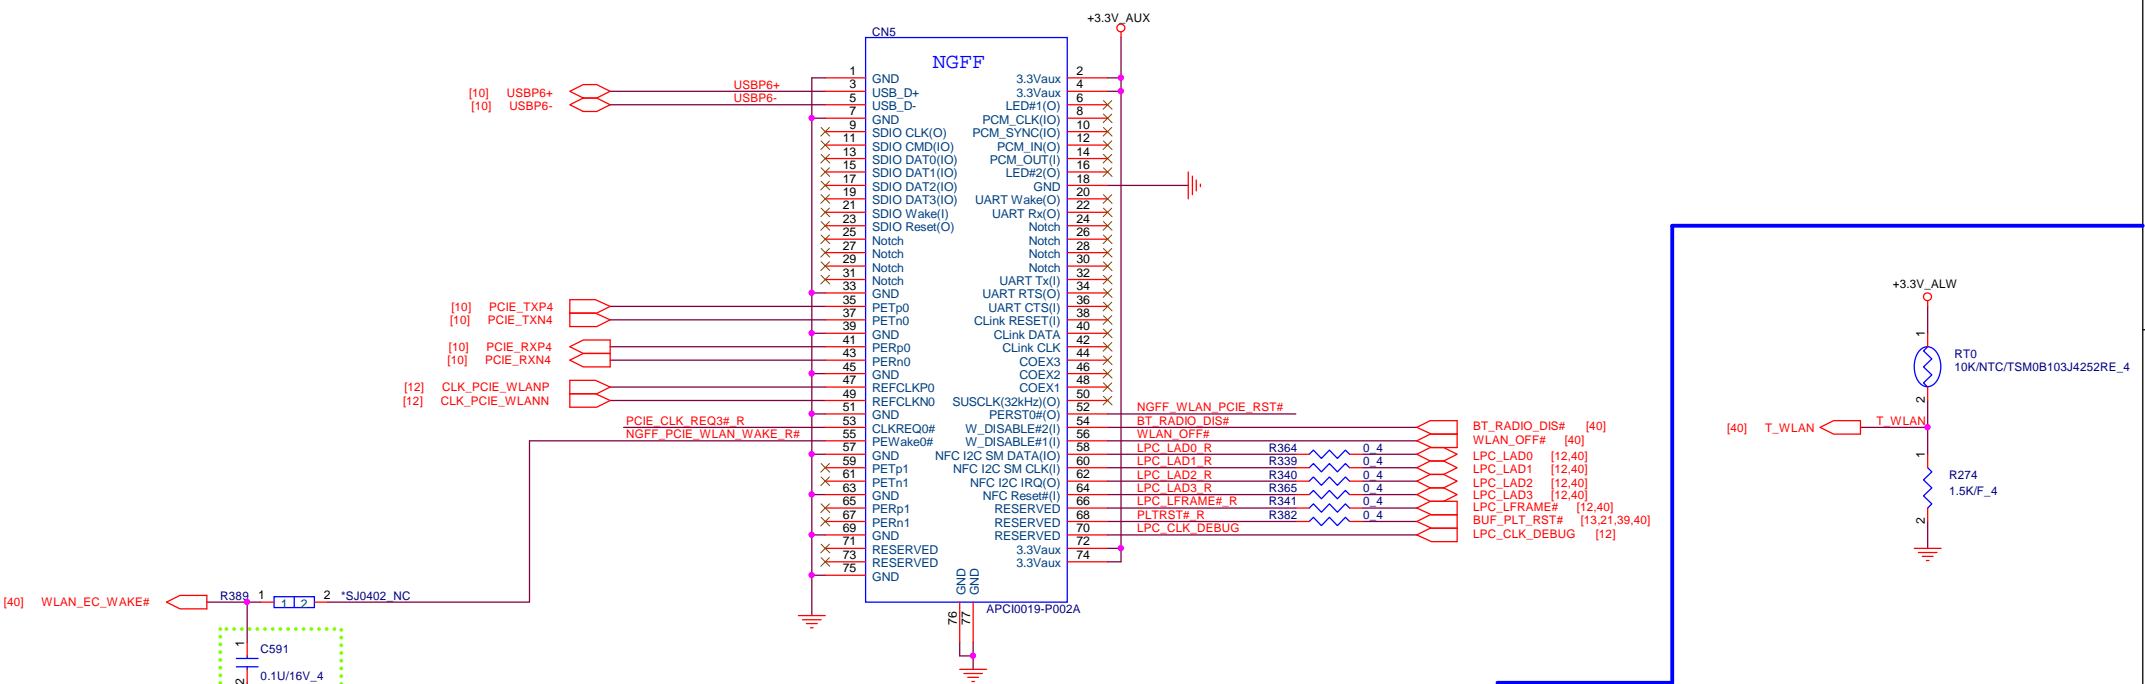 +3.3V_AUX
CN5
NGFF
1 GND 3.3Vaux 2
[10] USBP6+ USBP6+ 3 USB_D+ 3.3Vaux 4
[10] USBP6- USBP6- 5 USB_D- LED#1(O) 6
7 GND PCM_CLK(IO) 8
9 SDIO CLK(O) PCM_SYNC(IO) 10
11 SDIO CMD(IO) PCM_IN(O) 12
13 SDIO DAT0(IO) PCM_OUT(I) 14
15 SDIO DAT1(IO) LED#2(O) 16
17 SDIO DAT2(IO) GND 18
19 SDIO DAT3(IO) UART Wake(O) 20
21 SDIO Wake(I) UART Rx(O) 22
23 SDIO Reset(O) Notch 24
25 Notch Notch 26
27 Notch Notch 28
29 Notch Notch 30
31 Notch UART Tx(I) 32
33 GND UART RTS(O) 34
[10] PCIE_TXP4 35 PETp0 UART CTS(I) 36
[10] PCIE_TXN4 37 PETn0 CLink RESET(I) 38
39 GND CLink DATA 40
[10] PCIE_RXP4 41 PERp0 CLink CLK 42
[10] PCIE_RXN4 43 PERn0 COEX3 44
45 GND COEX2 46
[12] CLK_PCIE_WLANP 47 REFCLKP0 COEX1 48
[12] CLK_PCIE_WLANN 49 REFCLKN0 SUSCLK(32kHz)(O) 50
51 GND PERST0#(O) 52 NGFF_WLAN_PCIE_RST#
PCIE_CLK_REQ3#_R 53 CLKREQ0# W_DISABLE#2(I) 54 BT_RADIO_DIS# BT_RADIO_DIS# [40]
NGFF_PCIE_WLAN_WAKE_R# 55 PEWake0# W_DISABLE#1(I) 56 WLAN_OFF# WLAN_OFF# [40]
57 GND NFC I2C SM DATA(IO) 58 LPC_LAD0_R R364 0_4 LPC_LAD0 [12,40]
59 PETp1 NFC I2C SM CLK(I) 60 LPC_LAD1_R R339 0_4 LPC_LAD1 [12,40]
61 PETn1 NFC I2C IRQ(O) 62 LPC_LAD2_R R340 0_4 LPC_LAD2 [12,40]
63 GND NFC Reset#(I) 64 LPC_LAD3_R R365 0_4 LPC_LAD3 [12,40]
65 PERp1 RESERVED 66 LPC_LFRAME#_R R341 0_4 LPC_LFRAME# [12,40]
67 PERn1 RESERVED 68 PLTRST#_R R382 0_4 BUF_PLT_RST# [13,21,39,40]
69 GND RESERVED 70 LPC_CLK_DEBUG LPC_CLK_DEBUG [12]
71 RESERVED 3.3Vaux 72
73 RESERVED 3.3Vaux 74
75 GND
GND
GND
76
77
APCI0019-P002A
[40] WLAN_EC_WAKE# R389 1 1 2 2 *SJ0402_NC
1
C591
0.1U/16V_4
2
+3.3V_ALW
1
RT0
10K/NTC/TSM0B103J4252RE_4
2
[40] T_WLAN T_WLAN
1
R274
1.5K/F_4
2